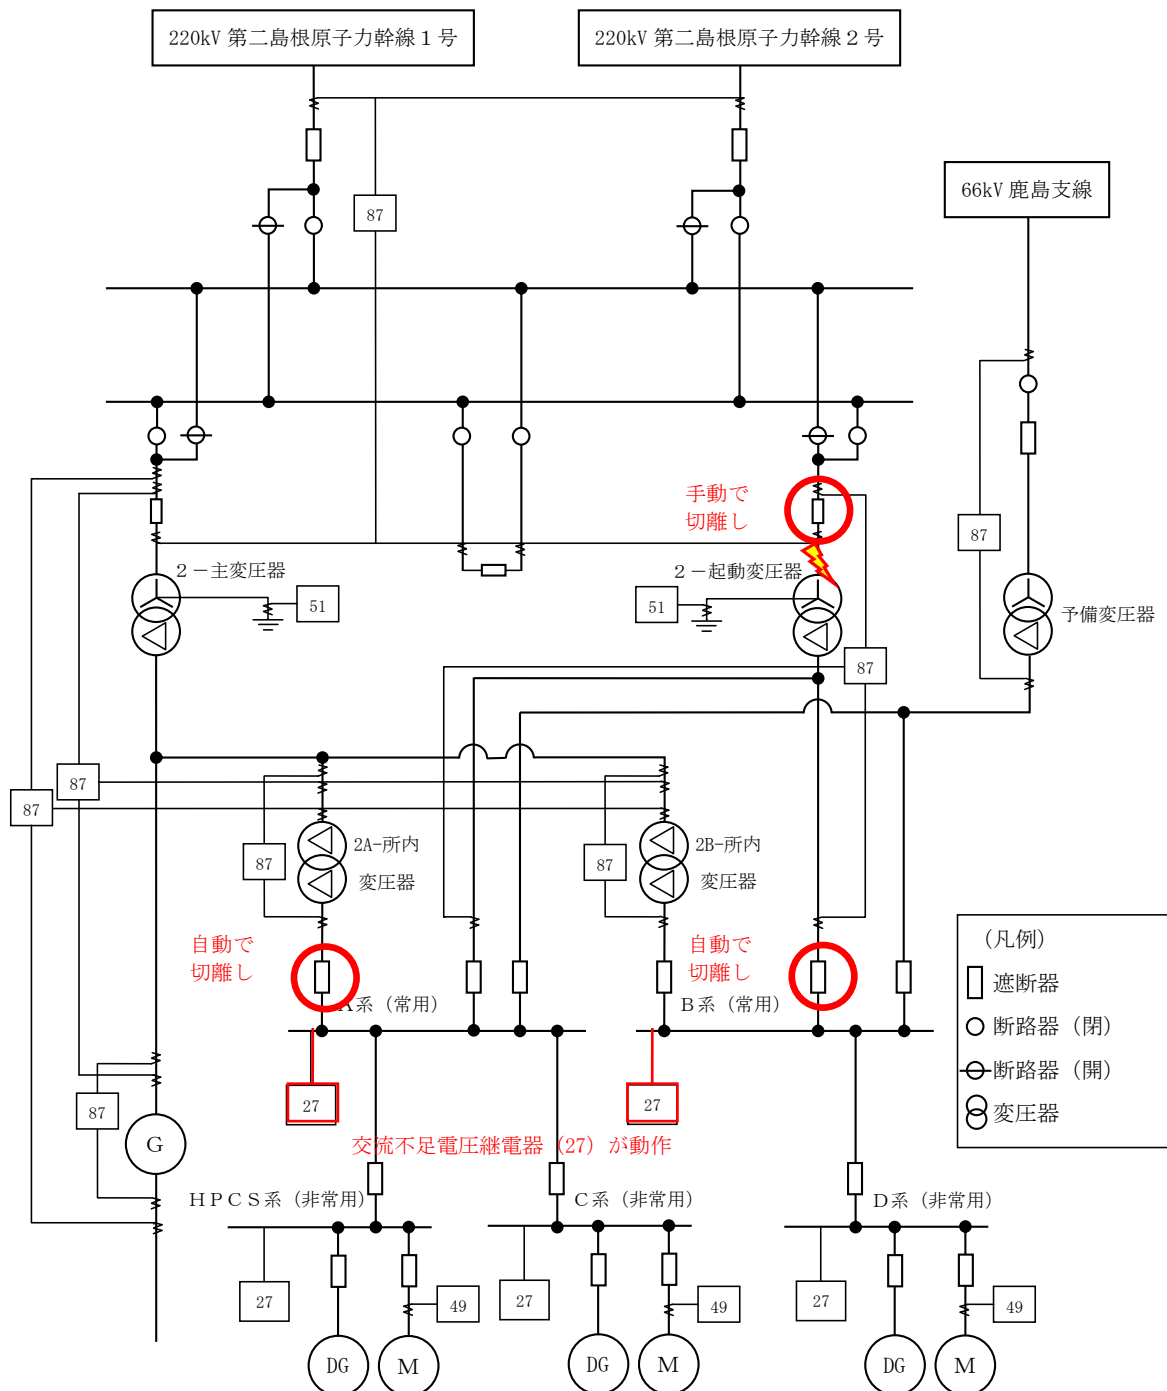 220kV 第二島根原子力幹線１号
220kV 第二島根原子力幹線２号
66kV 鹿島支線
87
手動で
切離し
87
２－主変圧器
51
２－起動変圧器
51
予備変圧器
87
87
87
87
2A-所内
変圧器
87
2B-所内
変圧器
自動で
切離し
自動で
切離し
A系（常用）
B系（常用）
（凡例）
遮断器
断路器（閉）
断路器（開）
変圧器
27
27
87
G
交流不足電圧継電器（27）が動作
ＨＰＣＳ系（非常用）
Ｃ系（非常用）
Ｄ系（非常用）
27
49
27
49
27
49
DG
M
DG
M
DG
M